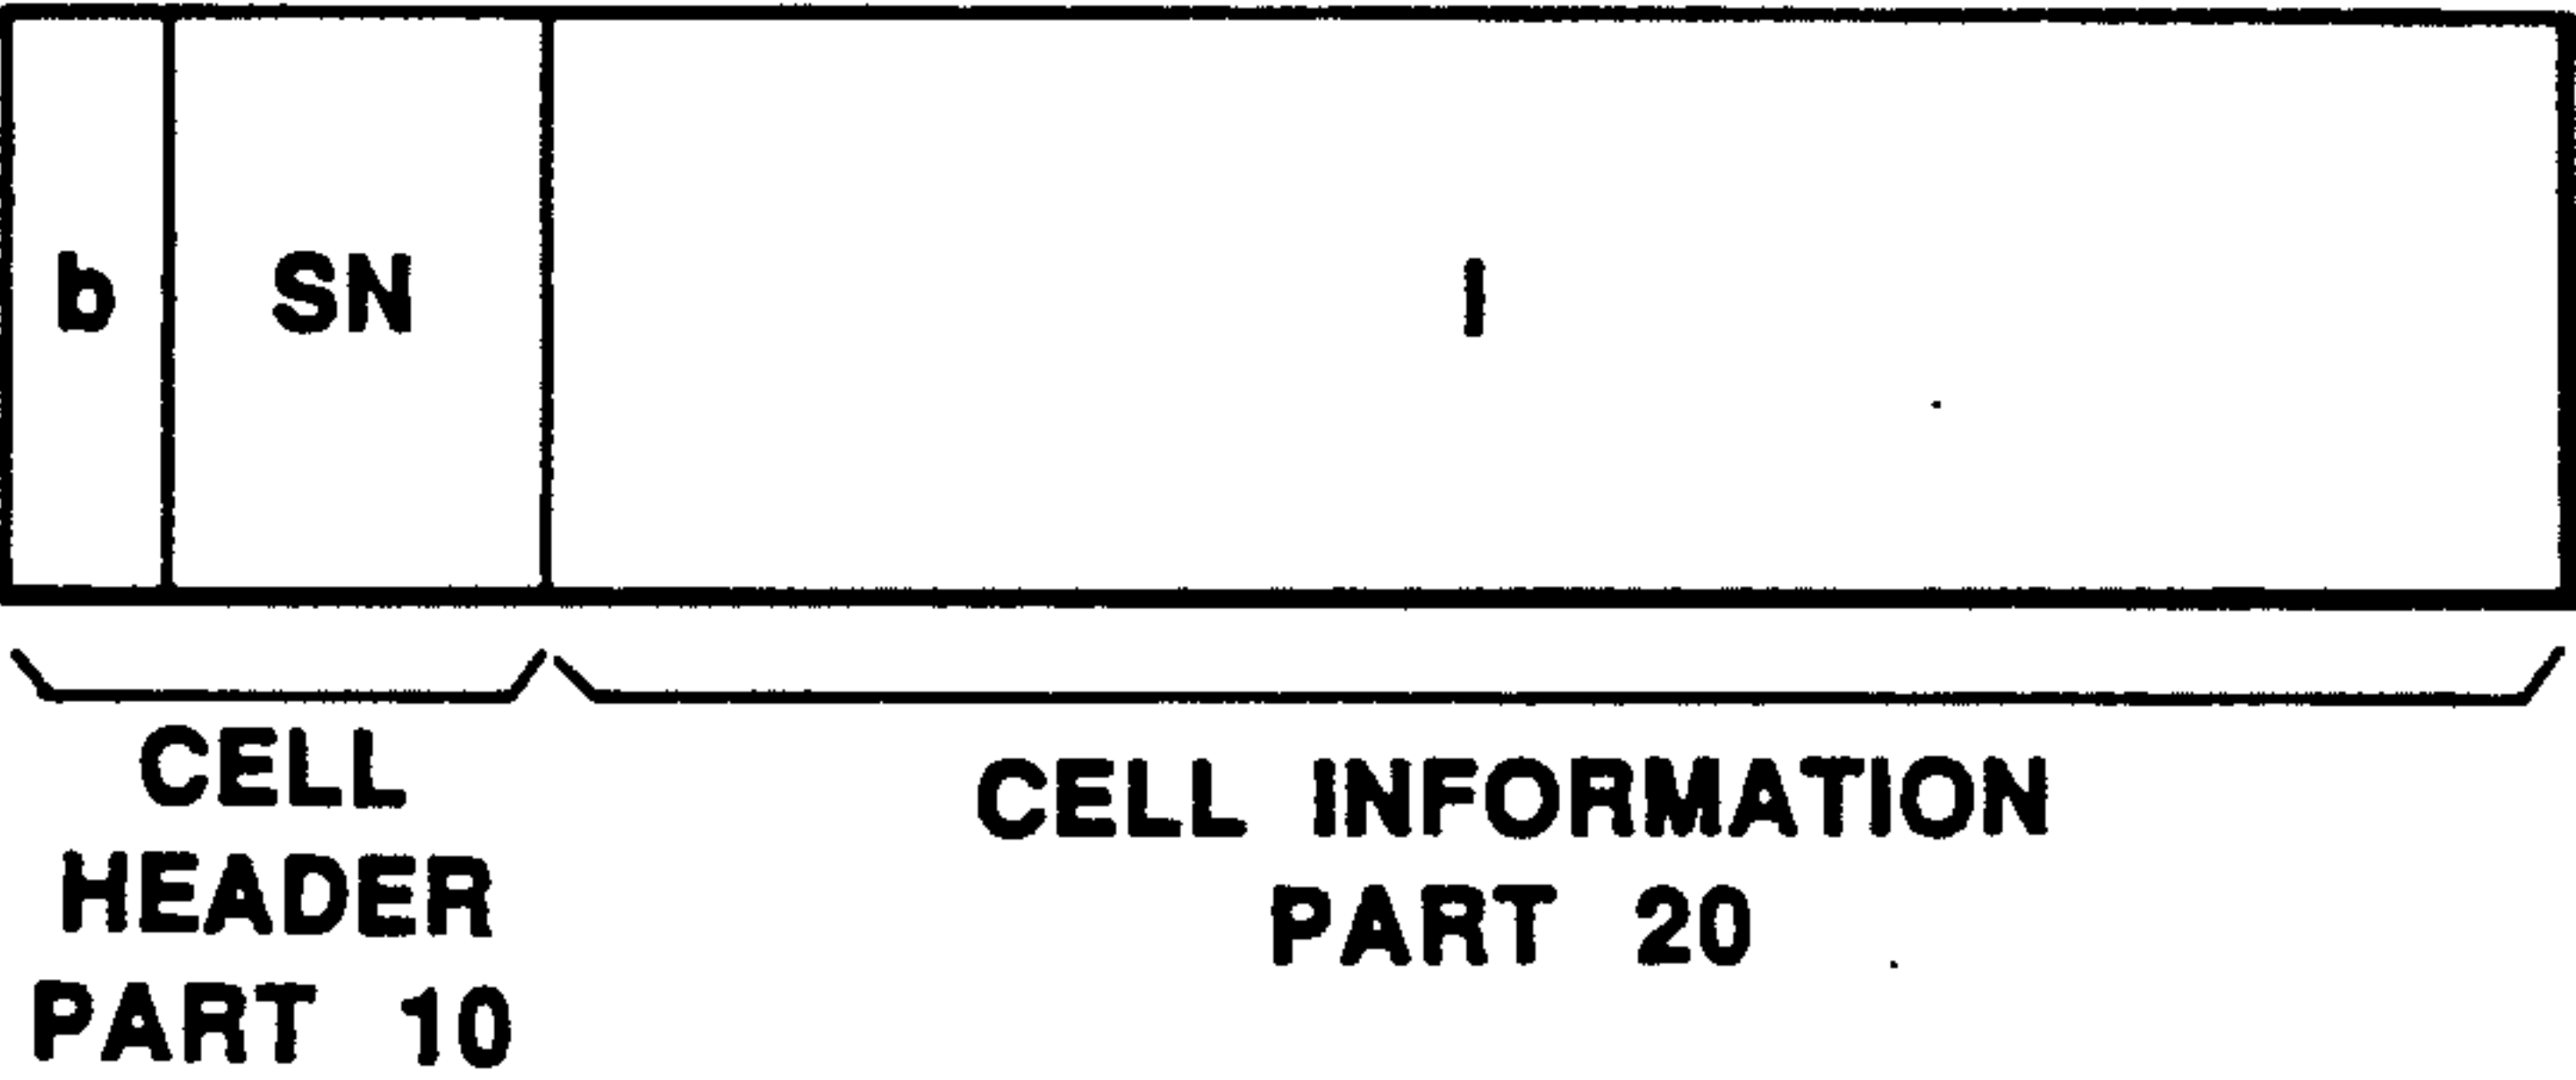 b SN I
CELL
HEADER
PART 10
CELL INFORMATION
PART 20